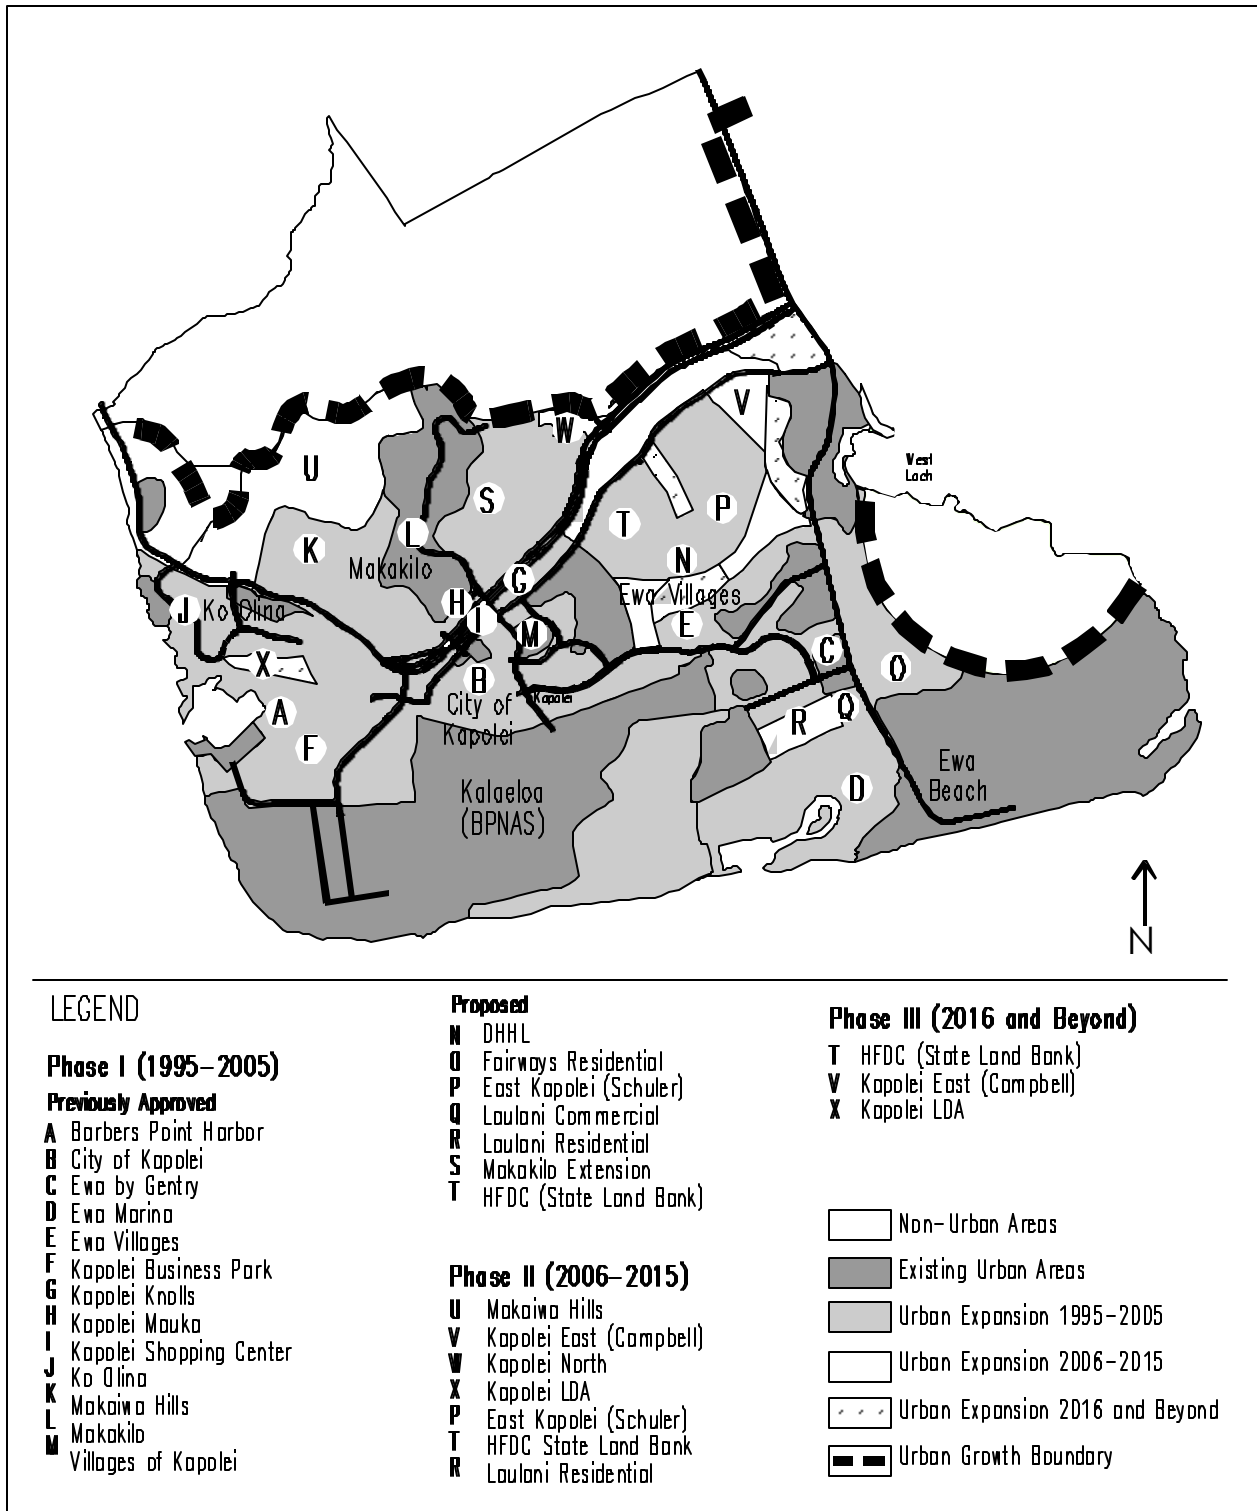 W
V
U
West
Loch
S
P
T
L
K
N
Makakilo
G
Ewa Villages
H
J Ko Olina
I
E
M
C
X
O
B
Kapolei
City of
Kapolei
A
Q
R
F
Ewa
Beach
D
Kalaeloa
(BPNAS)
N
LEGEND
Phase I (1995-2005)
Previously Approved
A Barbers Point Harbor
B City of Kapolei
C Ewa by Gentry
D Ewa Marina
E Ewa Villages
F Kapolei Business Park
G Kapolei Knolls
H Kapolei Mauka
I Kapolei Shopping Center
J Ko Olina
K Makaiwa Hills
L Makakilo
M Villages of Kapolei
Proposed
N DHHL
O Fairways Residential
P East Kapolei (Schuler)
Q Laulani Commercial
R Laulani Residential
S Makakilo Extension
T HFDC (State Land Bank)
Phase II (2006-2015)
U Makaiwa Hills
V Kapolei East (Campbell)
W Kapolei North
X Kapolei LDA
P East Kapolei (Schuler)
T HFDC State Land Bank
R Laulani Residential
Phase III (2016 and Beyond)
T HFDC (State Land Bank)
V Kapolei East (Campbell)
X Kapolei LDA
Non-Urban Areas
Existing Urban Areas
Urban Expansion 1995-2005
Urban Expansion 2006-2015
Urban Expansion 2016 and Beyond
Urban Growth Boundary